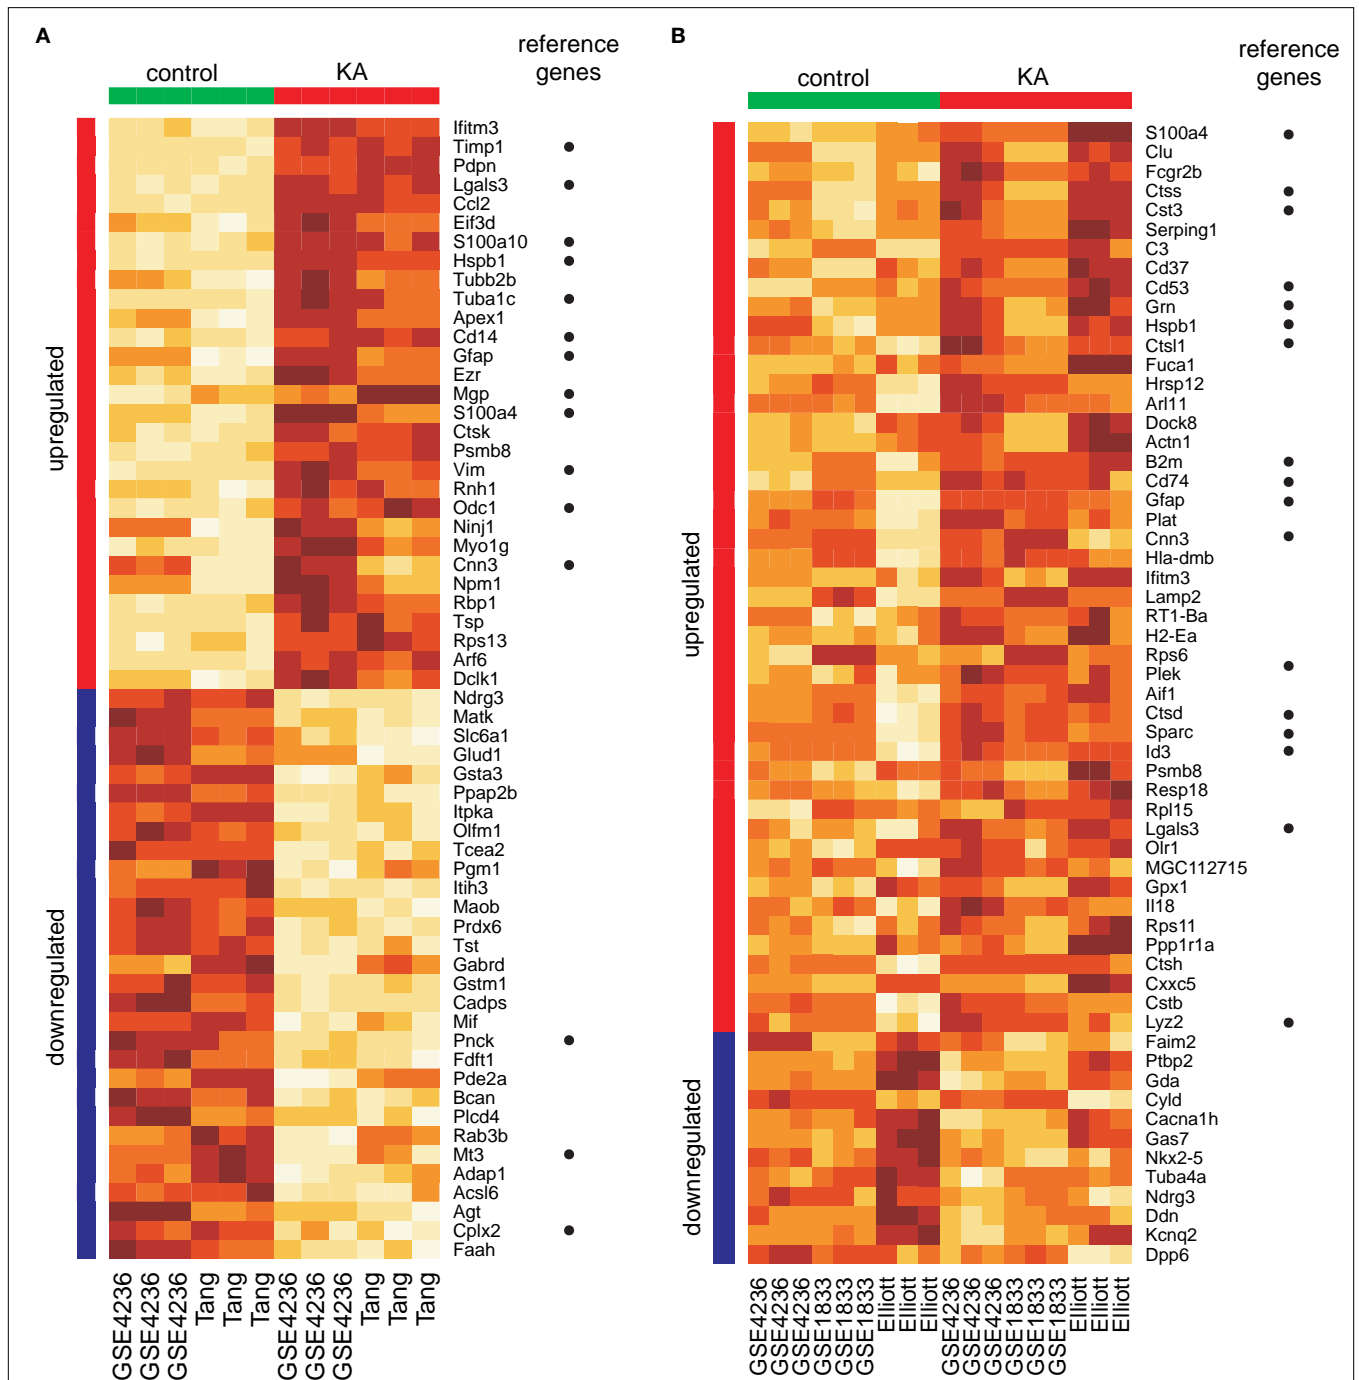 A
reference
genes
control
KA
upregulated
downregulated
Ifitm3
Timp1
Pdpn
Lgals3
Ccl2
Eif3d
S100a10
Hspb1
Tubb2b
Tuba1c
Apex1
Cd14
Gfap
Ezr
Mgp
S100a4
Ctsk
Psmb8
Vim
Rnh1
Odc1
Ninj1
Myo1g
Cnn3
Npm1
Rbp1
Tsp
Rps13
Arf6
Dclk1
Ndrg3
Matk
Slc6a1
Glud1
Gsta3
Ppap2b
Itpka
Olfm1
Tcea2
Pgm1
Itih3
Maob
Prdx6
Tst
Gabrd
Gstm1
Cadps
Mif
Pnck
Fdft1
Pde2a
Bcan
Plcd4
Rab3b
Mt3
Adap1
Acsl6
Agt
Cplx2
Faah
GSE4236
GSE4236
GSE4236
Tang
Tang
Tang
GSE4236
GSE4236
GSE4236
Tang
Tang
Tang
B
reference
genes
control
KA
upregulated
downregulated
S100a4
Clu
Fcgr2b
Ctss
Cst3
Serping1
C3
Cd37
Cd53
Grn
Hspb1
Ctsl1
Fuca1
Hrsp12
Arl11
Dock8
Actn1
B2m
Cd74
Gfap
Plat
Cnn3
Hla-dmb
Ifitm3
Lamp2
RT1-Ba
H2-Ea
Rps6
Plek
Aif1
Ctsd
Sparc
Id3
Psmb8
Resp18
Rpl15
Lgals3
Olr1
MGC112715
Gpx1
Il18
Rps11
Ppp1r1a
Ctsh
Cxxc5
Cstb
Lyz2
Faim2
Ptbp2
Gda
Cyld
Cacna1h
Gas7
Nkx2-5
Tuba4a
Ndrg3
Ddn
Kcnq2
Dpp6
GSE4236
GSE4236
GSE4236
GSE1833
GSE1833
GSE1833
Elliott
Elliott
Elliott
GSE4236
GSE4236
GSE4236
GSE1833
GSE1833
GSE1833
Elliott
Elliott
Elliott